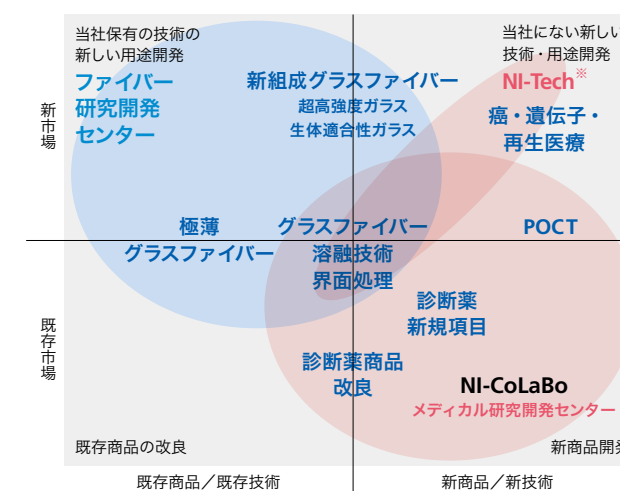 当社保有の技術の
新しい用途開発
ファイバー
研究開発
センター
新組成グラスファイバー
超高強度ガラス
生体適合性ガラス
当社にない新しい
技術・用途開発
NI-Tech※
癌・遺伝子・
再生医療
新市場
極薄
グラスファイバー
グラスファイバー
溶融技術
界面処理
POCT
診断薬
新規項目
既存市場
診断薬商品
改良
NI-CoLaBo
メディカル研究開発センター
既存商品の改良
新商品開発
既存商品／既存技術
新商品／新技術